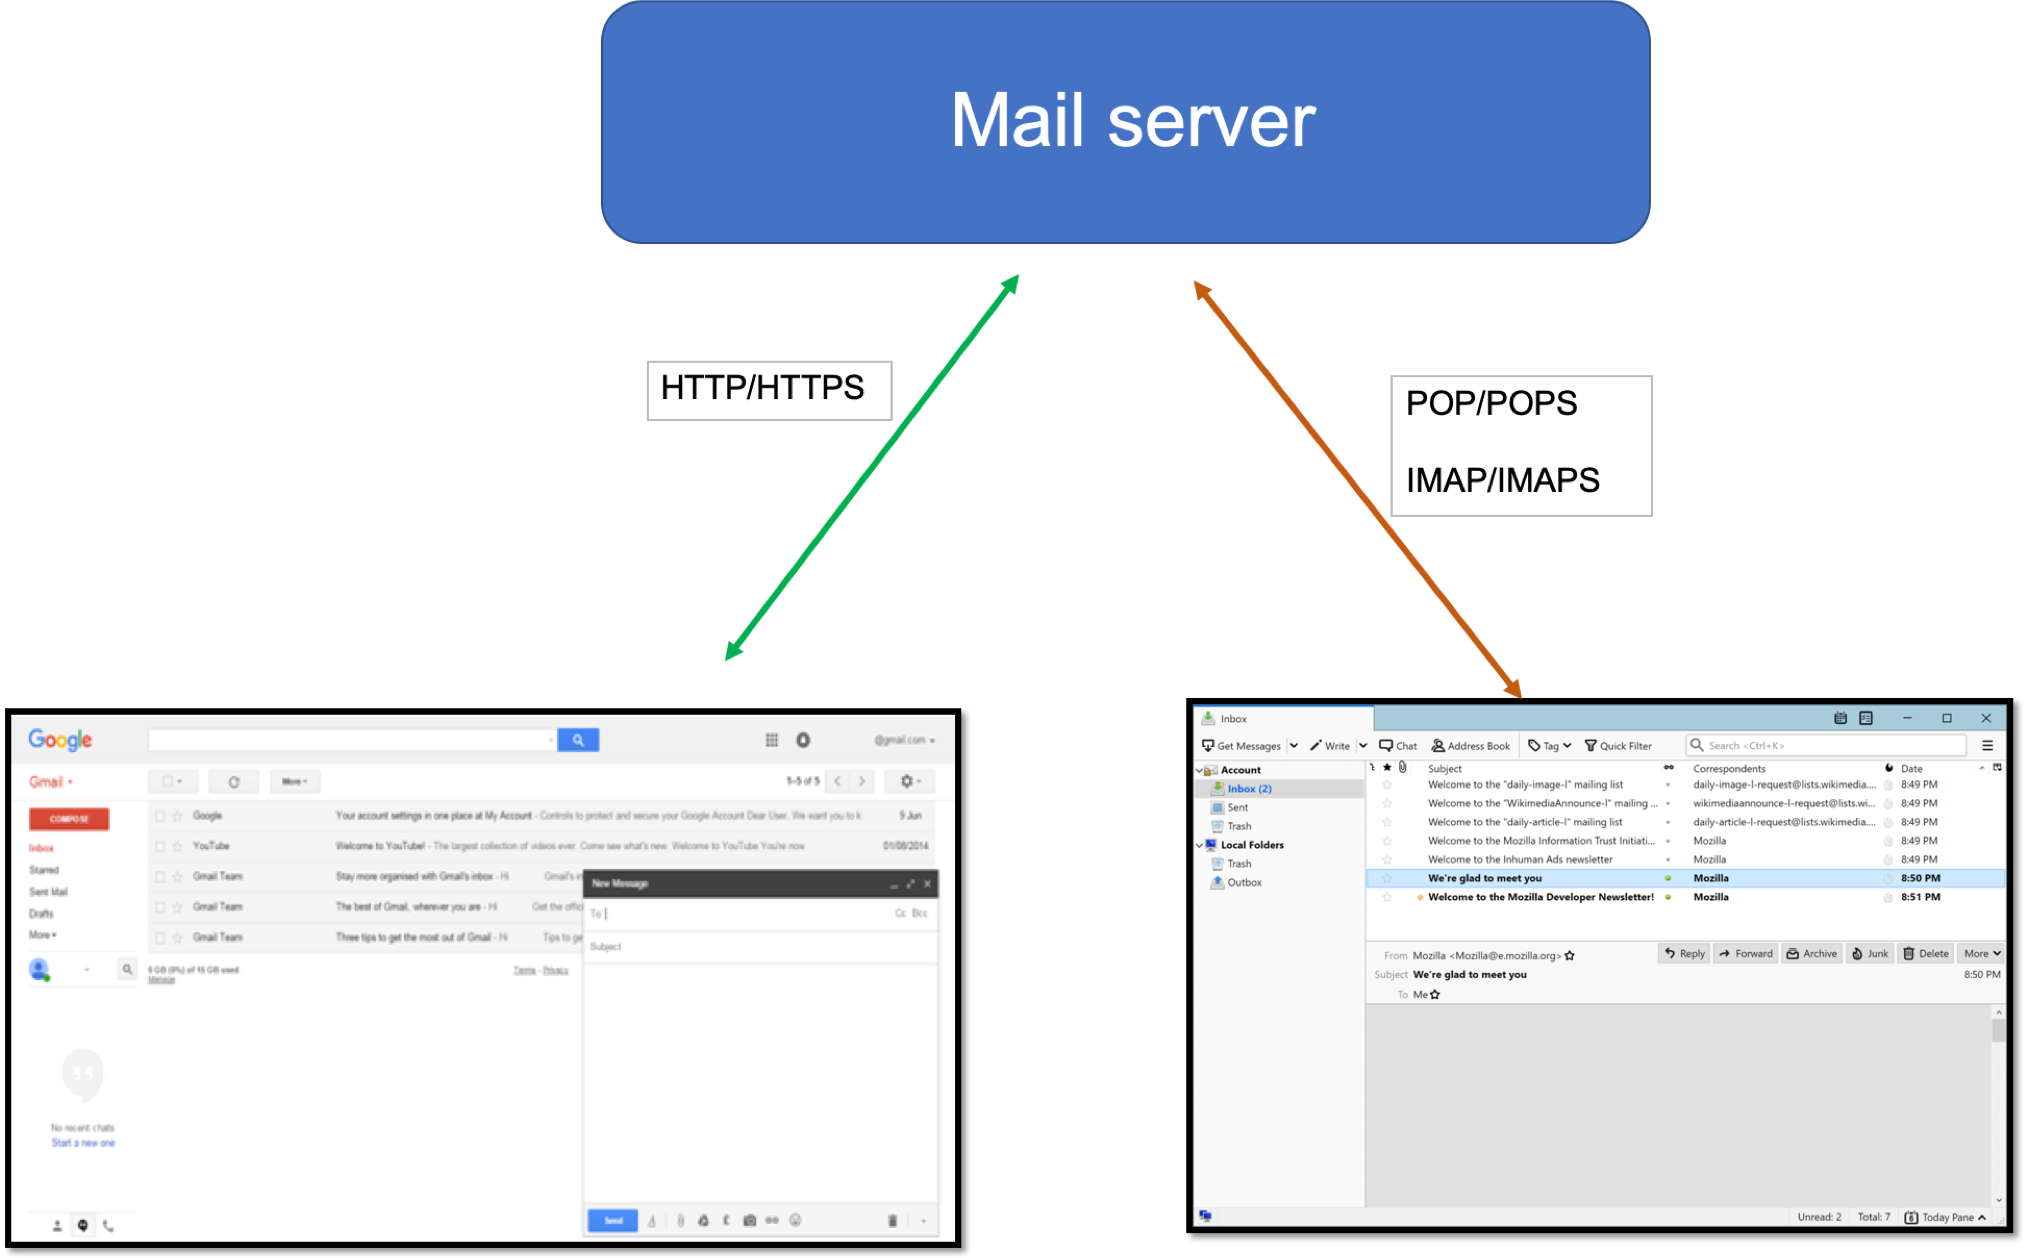 Mail server
HTTP/HTTPS
POP/POPS
IMAP/IMAPS
Google
@gmail.com
Gmail
More
1-5 of 5
COMPOSE
Inbox
Starred
Sent Mail
Drafts
More
Google Your account settings in one place at My Account - Controls to protect and secure your Google Account Dear User, We want you to k 9 Jun
YouTube Welcome to YouTube! - The largest collection of videos ever. Come see what's new: Welcome to YouTube You're now 01/08/2014
Gmail Team Stay more organised with Gmail's inbox - Hi Gmail's in
Gmail Team The best of Gmail, wherever you are - Hi Get the offic
Gmail Team Three tips to get the most out of Gmail - Hi Tips to ge
0 GB (0%) of 15 GB used
Manage
Terms - Privacy
New Message
To Cc Bcc
Subject
No recent chats
Start a new one
Send
Inbox
Get Messages Write Chat Address Book Tag Quick Filter Search <Ctrl+K>
Account
Inbox (2)
Sent
Trash
Local Folders
Trash
Outbox
Subject Correspondents Date
Welcome to the "daily-image-l" mailing list daily-image-l-request@lists.wikimedia.... 8:49 PM
Welcome to the "WikimediaAnnounce-l" mailing ... wikimediaannounce-l-request@lists.wi... 8:49 PM
Welcome to the "daily-article-l" mailing list daily-article-l-request@lists.wikimedia.... 8:49 PM
Welcome to the Mozilla Information Trust Initiati... Mozilla 8:49 PM
Welcome to the Inhuman Ads newsletter Mozilla 8:49 PM
We're glad to meet you Mozilla 8:50 PM
Welcome to the Mozilla Developer Newsletter! Mozilla 8:51 PM
From Mozilla <Mozilla@e.mozilla.org> Reply Forward Archive Junk Delete More
Subject We're glad to meet you 8:50 PM
To Me
Unread: 2 Total: 7 Today Pane